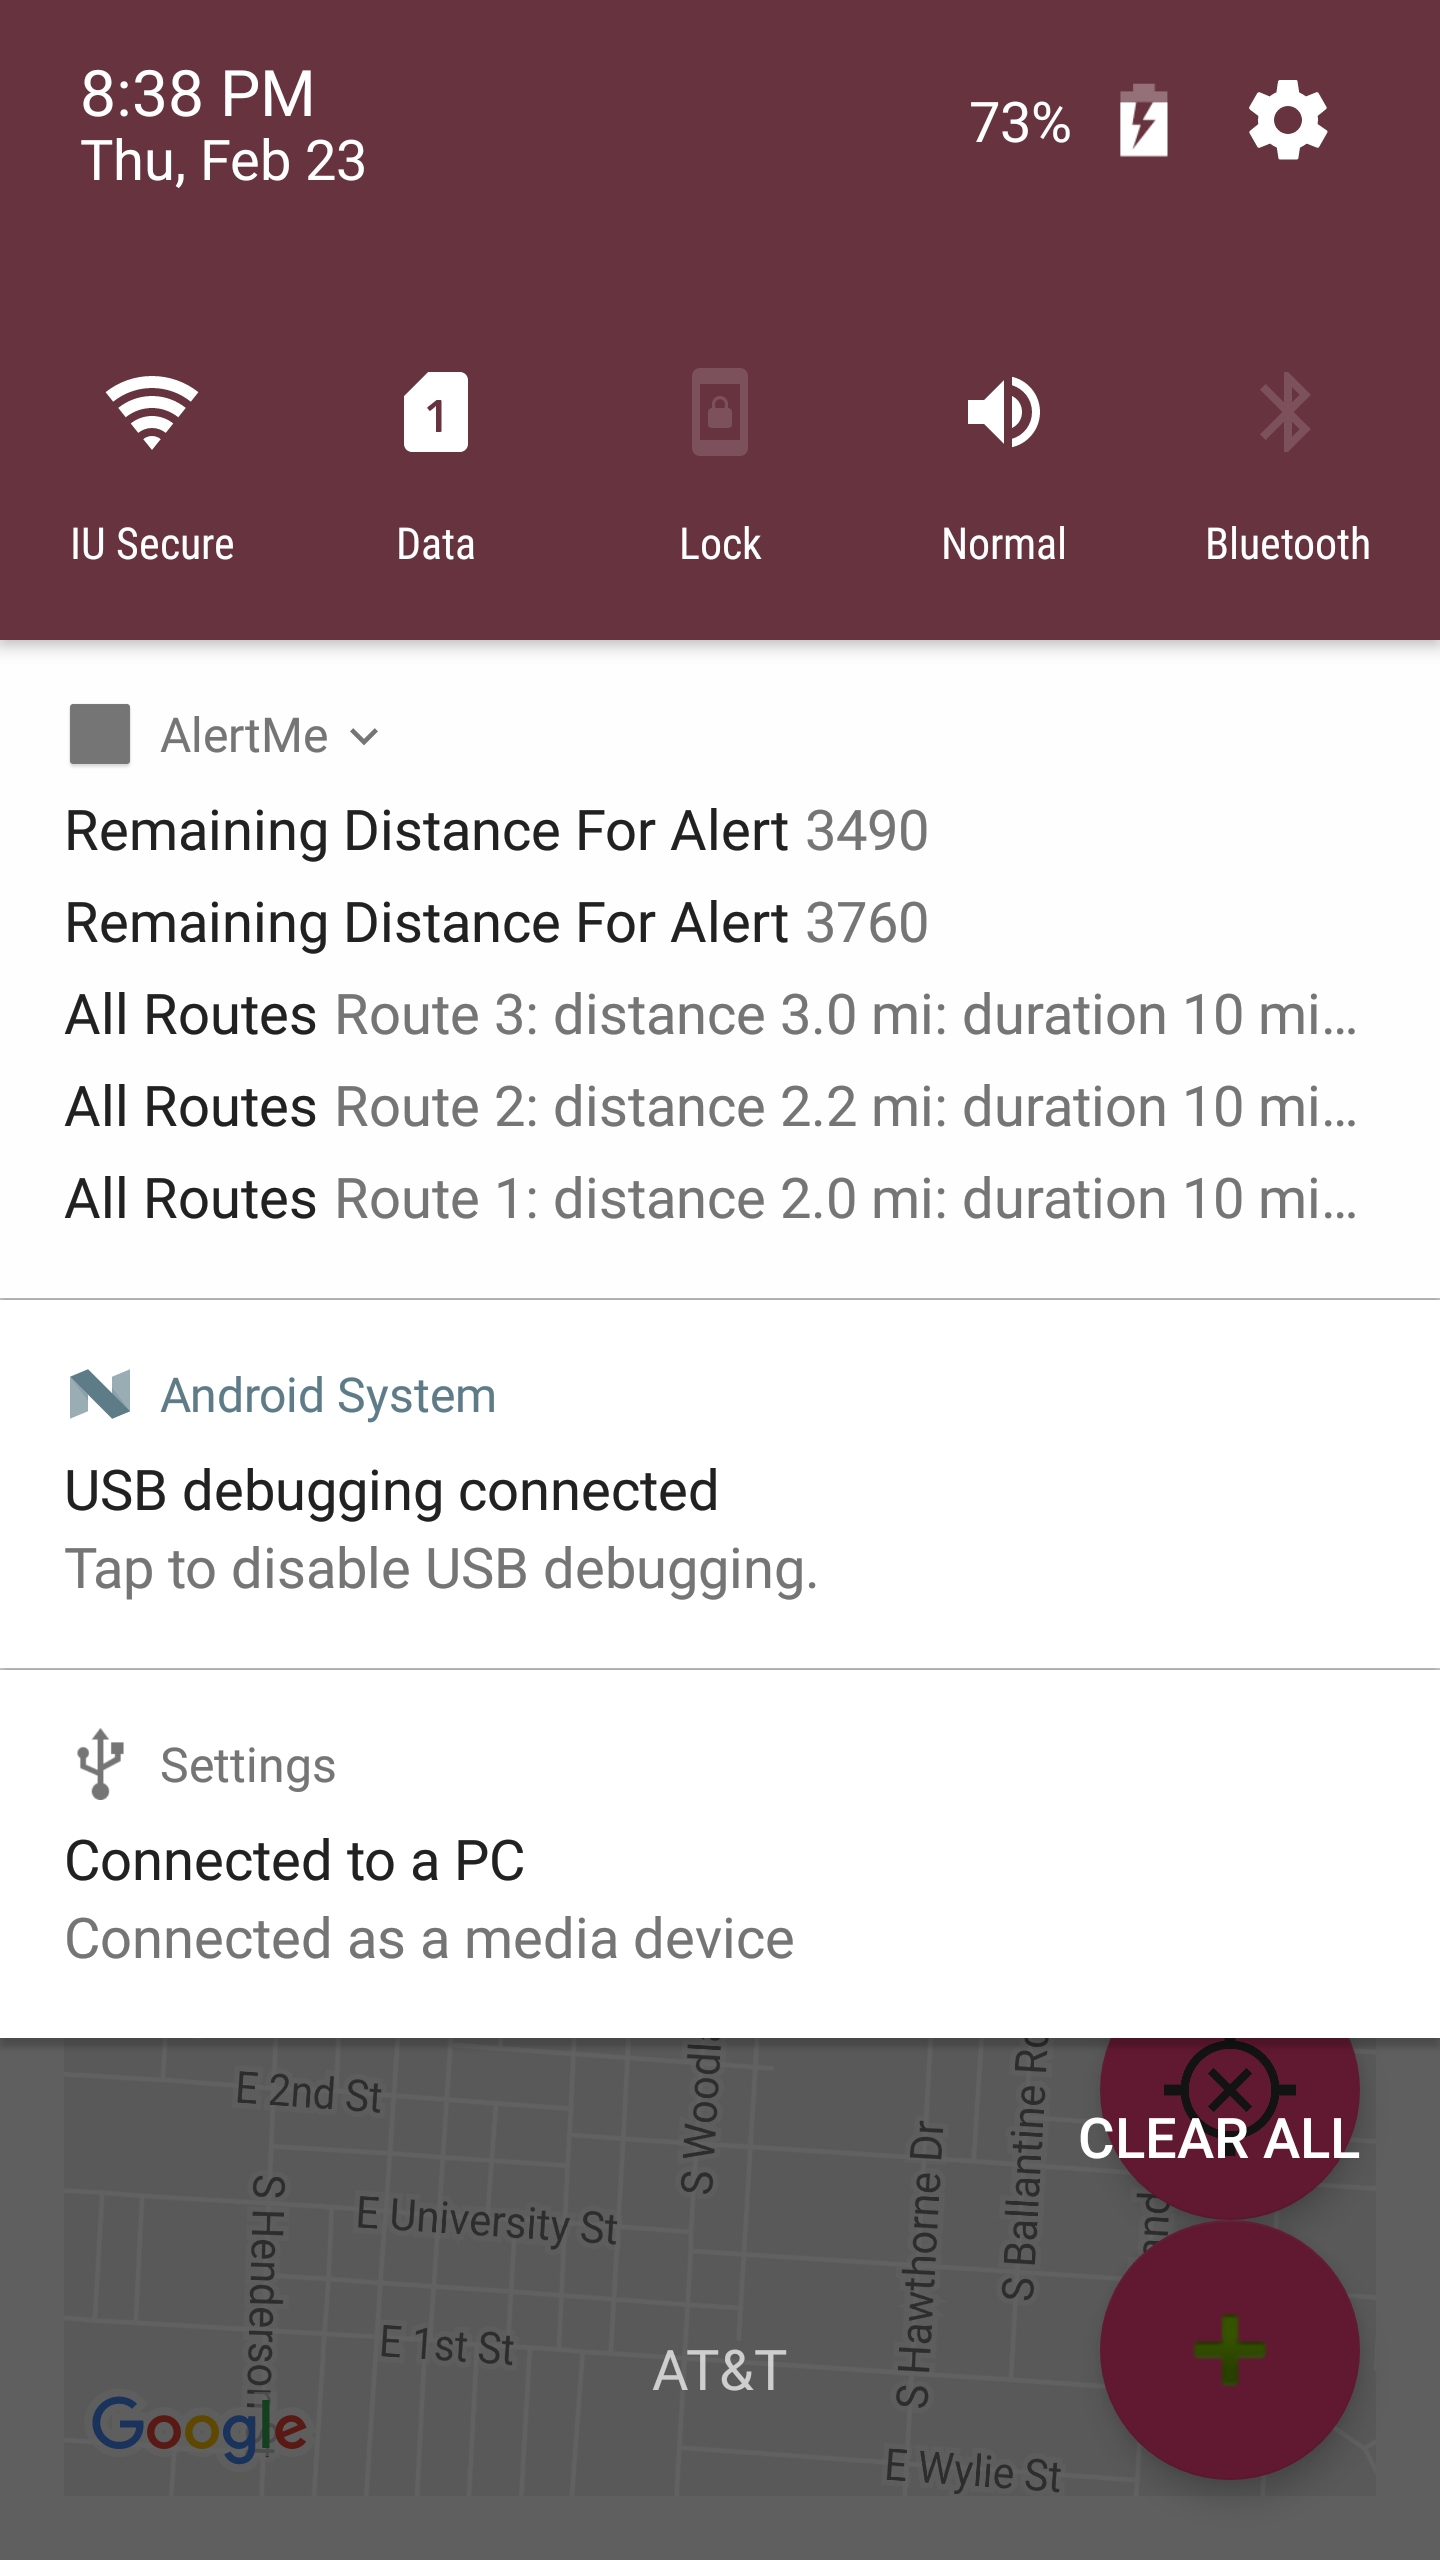 8:38 PM
73%
Thu, Feb 23
1
IU Secure
Data
Lock
Normal
Bluetooth
AlertMe
Remaining Distance For Alert 3490
Remaining Distance For Alert 3760
All Routes Route 3: distance 3.0 mi: duration 10 mi...
All Routes Route 2: distance 2.2 mi: duration 10 mi...
All Routes Route 1: distance 2.0 mi: duration 10 mi...
Android System
USB debugging connected
Tap to disable USB debugging.
Settings
Connected to a PC
Connected as a media device
E 2nd St
CLEAR ALL
E University St
S Hawthorne Dr
E 1st St
AT&T
Google
E Wylie St